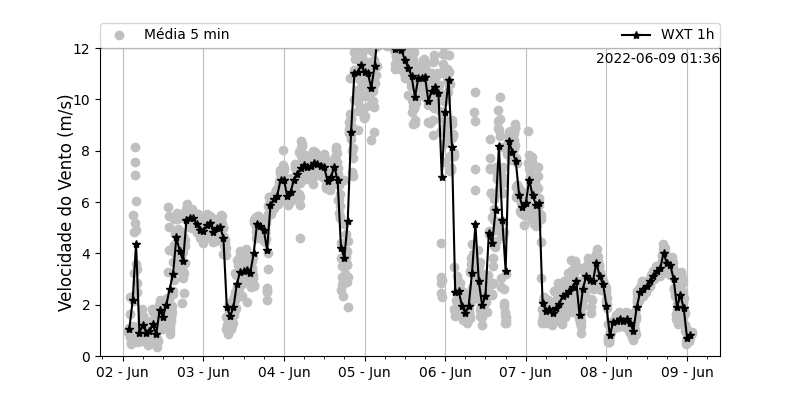 Média 5 min
WXT 1h
2022-06-09 01:36
Velocidade do Vento (m/s)
12
10
8
6
4
2
0
02 - Jun
03 - Jun
04 - Jun
05 - Jun
06 - Jun
07 - Jun
08 - Jun
09 - Jun